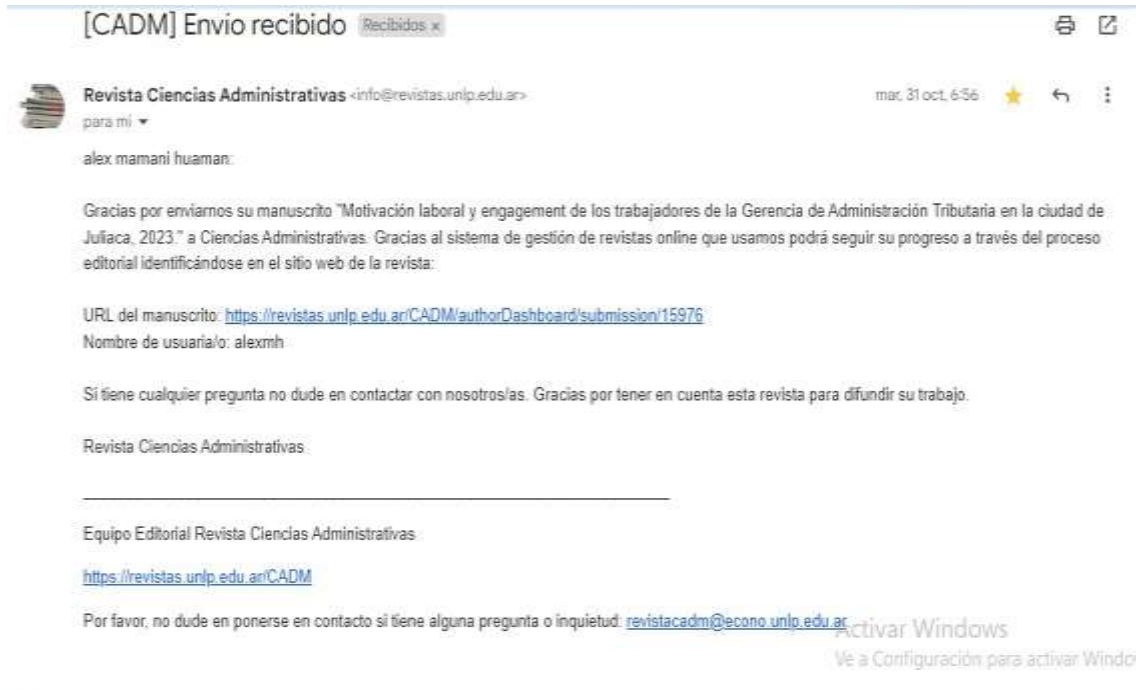 [CADM] Envío recibido Recibidos x
Revista Ciencias Administrativas <info@revistas.unlp.edu.ar>
mar, 31 oct, 6:56
para mí
alex mamani huaman:
Gracias por enviarnos su manuscrito "Motivación laboral y engagement de los trabajadores de la Gerencia de Administración Tributaria en la ciudad de
Juliaca, 2023." a Ciencias Administrativas. Gracias al sistema de gestión de revistas online que usamos podrá seguir su progreso a través del proceso
editorial identificándose en el sitio web de la revista:
URL del manuscrito: https://revistas.unlp.edu.ar/CADM/authorDashboard/submission/15976
Nombre de usuaria/o: alexmh
Si tiene cualquier pregunta no dude en contactar con nosotros/as. Gracias por tener en cuenta esta revista para difundir su trabajo.
Revista Ciencias Administrativas
Equipo Editorial Revista Ciencias Administrativas
https://revistas.unlp.edu.ar/CADM
Por favor, no dude en ponerse en contacto si tiene alguna pregunta o inquietud: revistacadm@econo.unlp.edu.ar
Activar Windows
Ve a Configuración para activar Windo